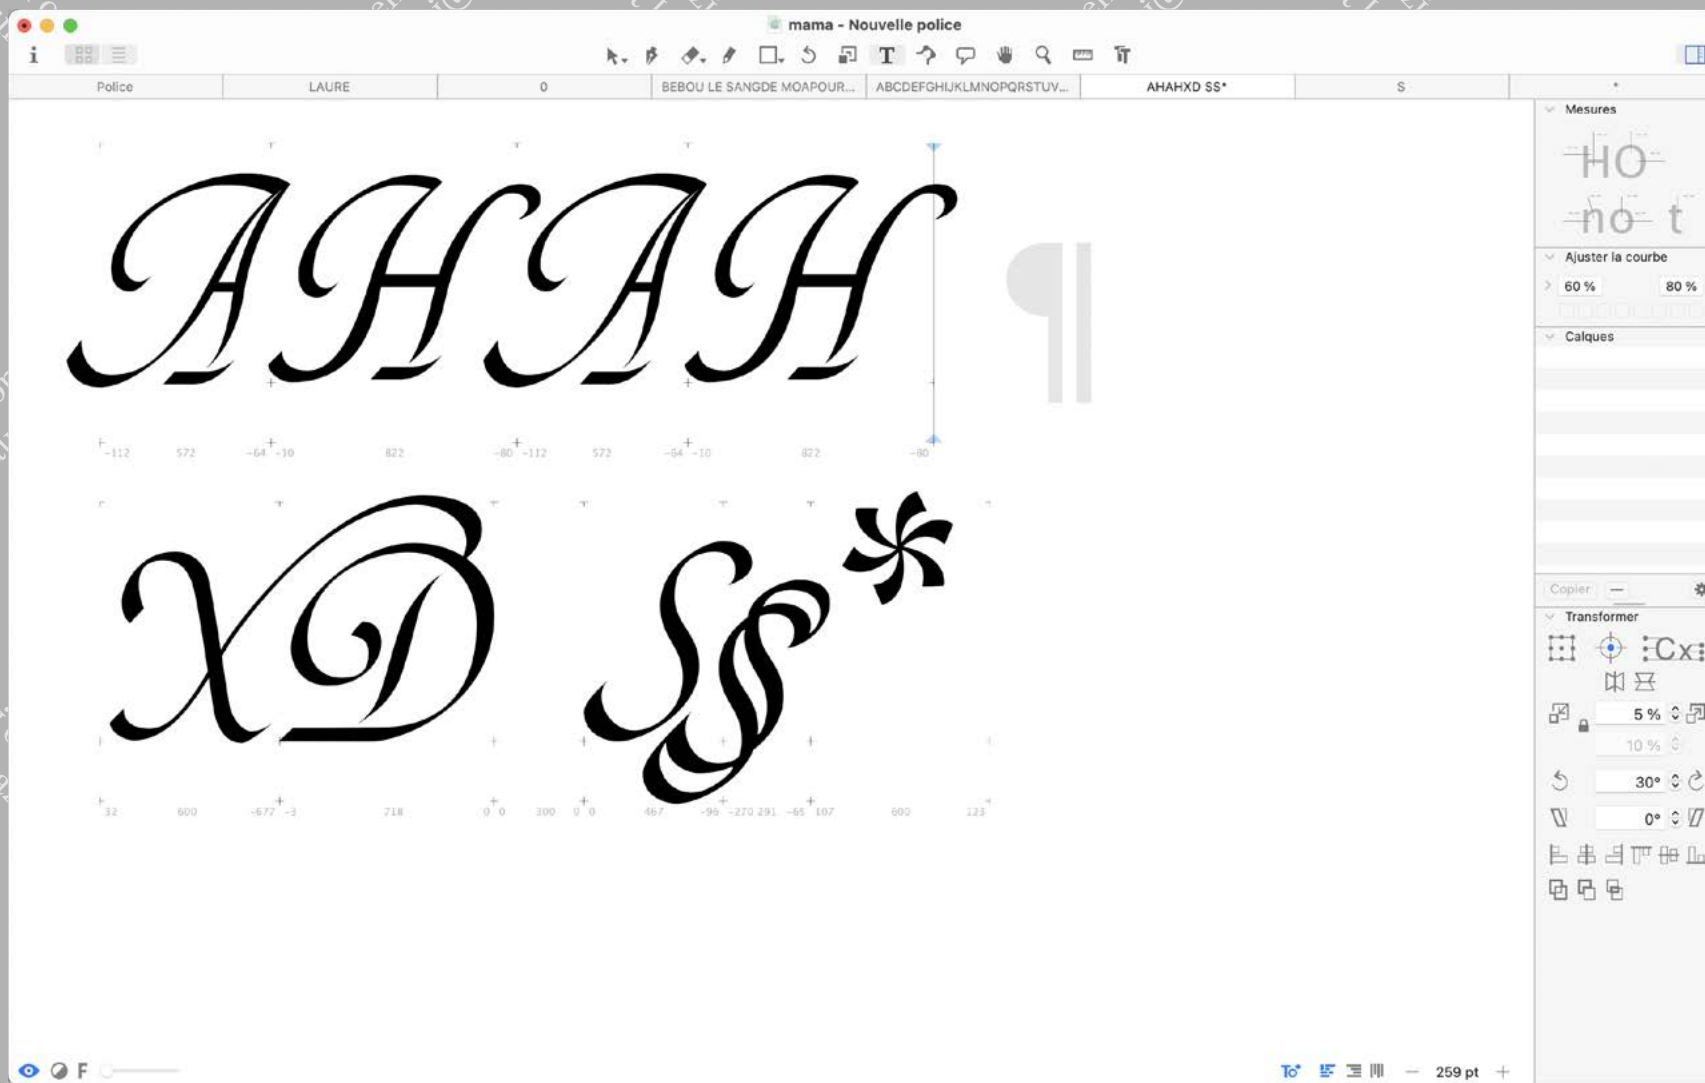 mama - Nouvelle police
Police
LAURE
0
BEBOU LE SANGDE MOAPOUR...
ABCDEFGHIJKLMNOPQRSTUV...
AHAHXD SS*
S
*
Mesures
HO
no t
Ajuster la courbe
60 % 80 %
Calques
AHAH¶
-112 572 -64 -10 822 -80 -112 572 -64 -10 822 -80
XD SS*
32 600 -677 -3 718 0 0 300 0 0 467 -96 -270 291 -65 107 600 123
Copier
Transformer
Cx
5 %
10 %
30°
0°
F
259 pt